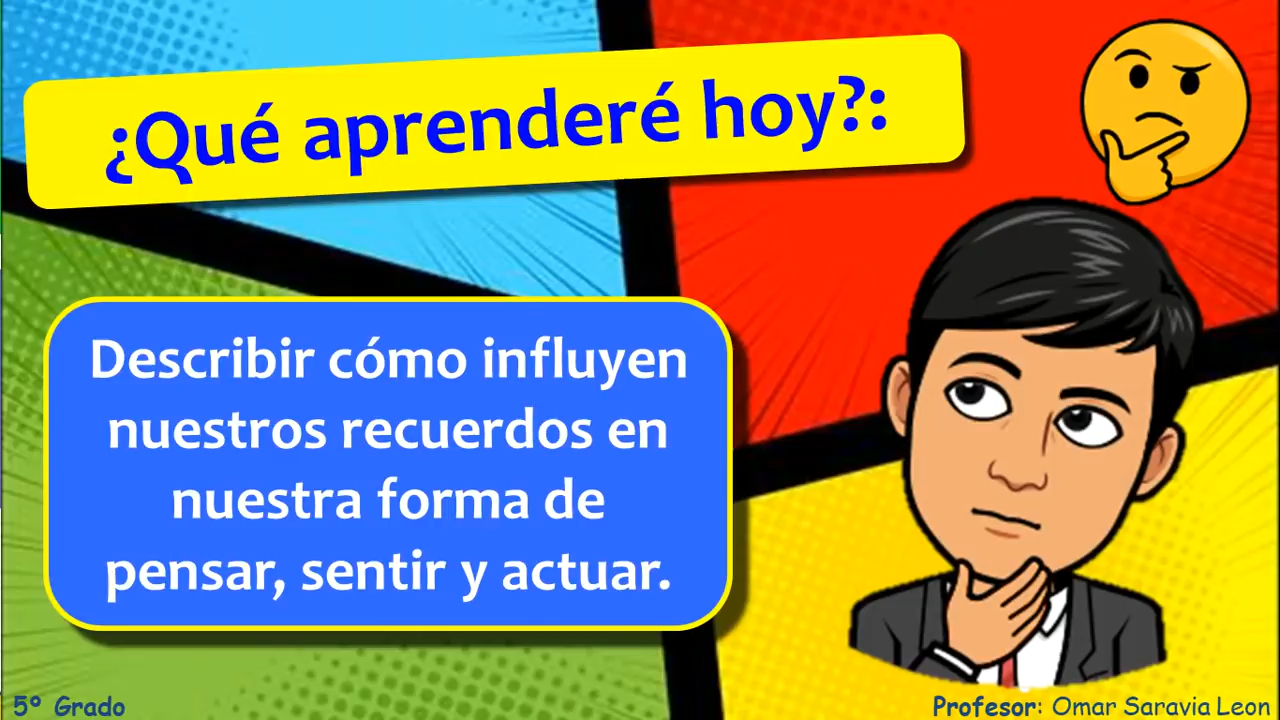 ¿Qué aprenderé hoy?:
Describir cómo influyen
nuestros recuerdos en
nuestra forma de
pensar, sentir y actuar.
5º Grado
Profesor: Omar Saravia Leon